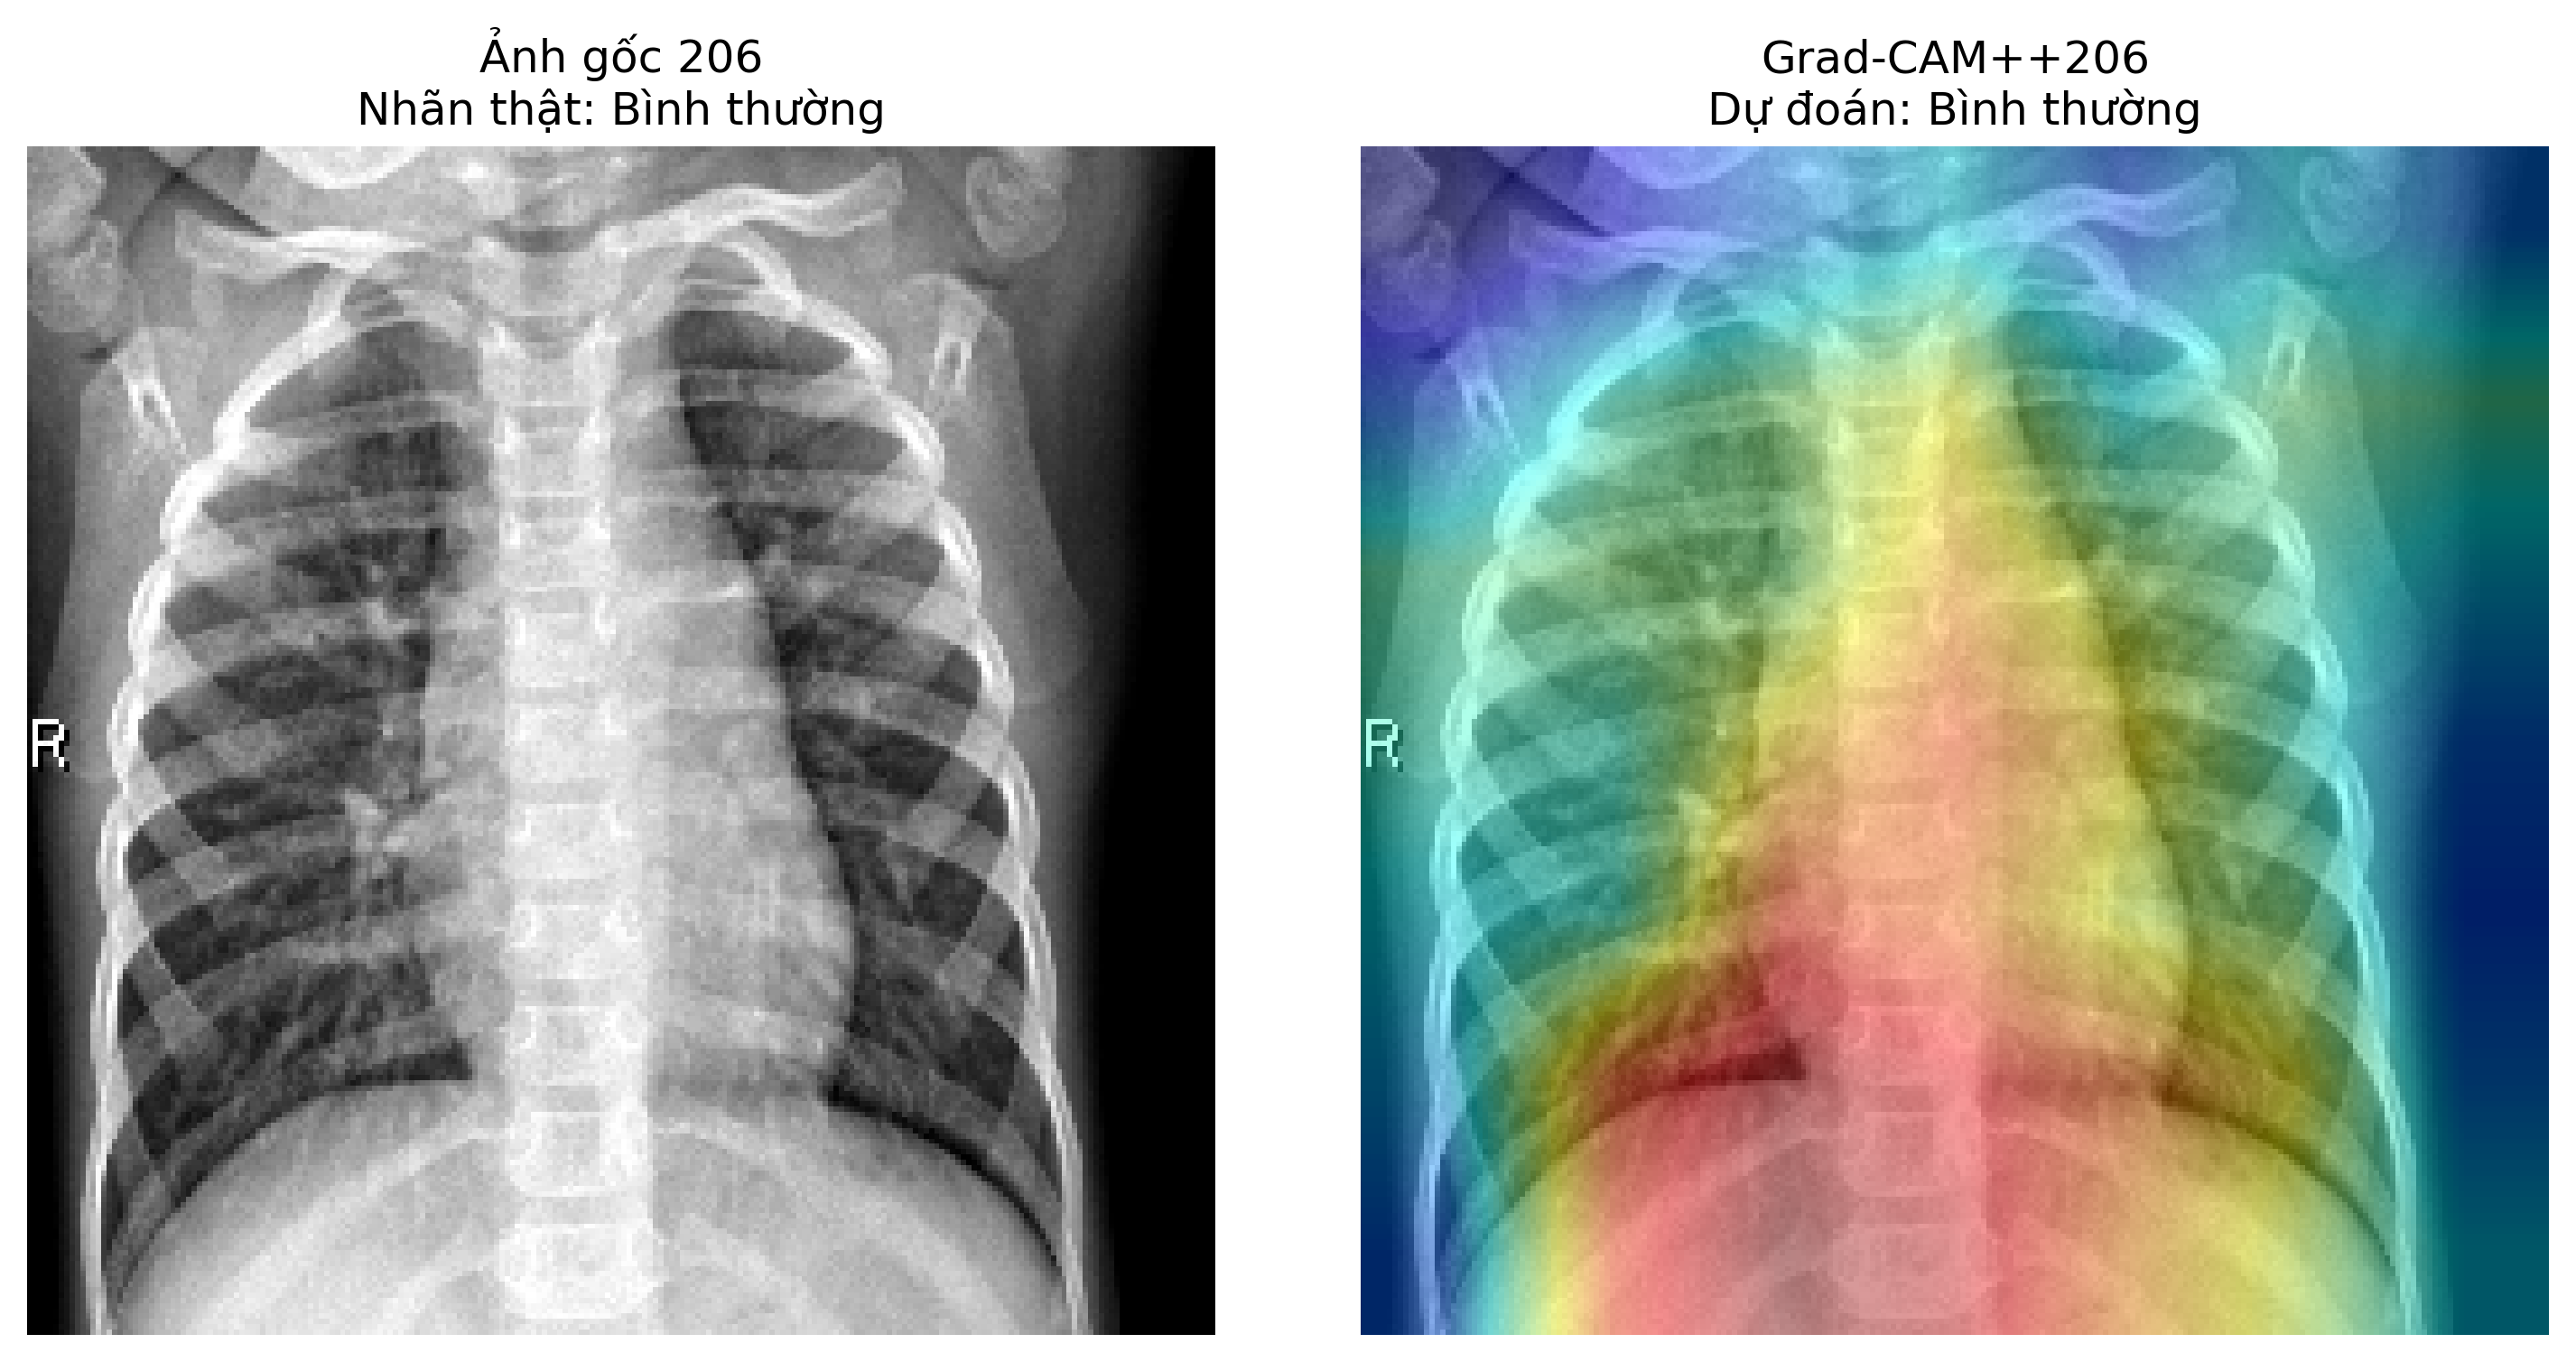 Ảnh gốc 206
Nhãn thật: Bình thường
Grad-CAM++206
Dự đoán: Bình thường
R
R